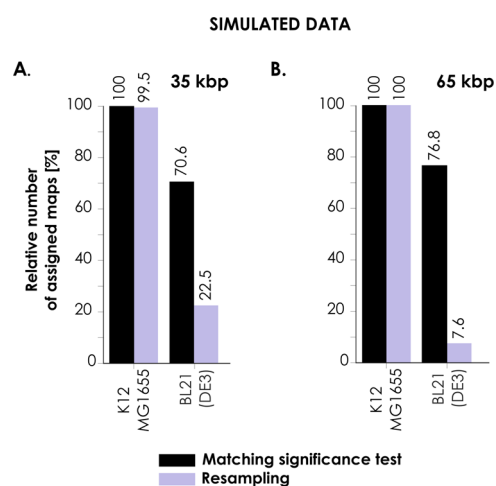 SIMULATED DATA
A.
35 kbp
Relative number
of assigned maps [%]
100
80
60
40
20
0
100
99.5
70.6
22.5
K12
MG1655
BL21
(DE3)
B.
65 kbp
100
80
60
40
20
0
100
100
76.8
7.6
K12
MG1655
BL21
(DE3)
Matching significance test
Resampling